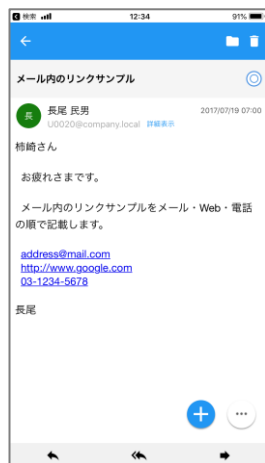 検索
12:34
91%
メール内のリンクサンプル
長
長尾 民男
2017/07/19 07:00
U0020@company.local 詳細表示
柿崎さん
お疲れさまです。
メール内のリンクサンプルをメール・Web・電話
の順で記載します。
address@mail.com
http://www.google.com
03-1234-5678
長尾